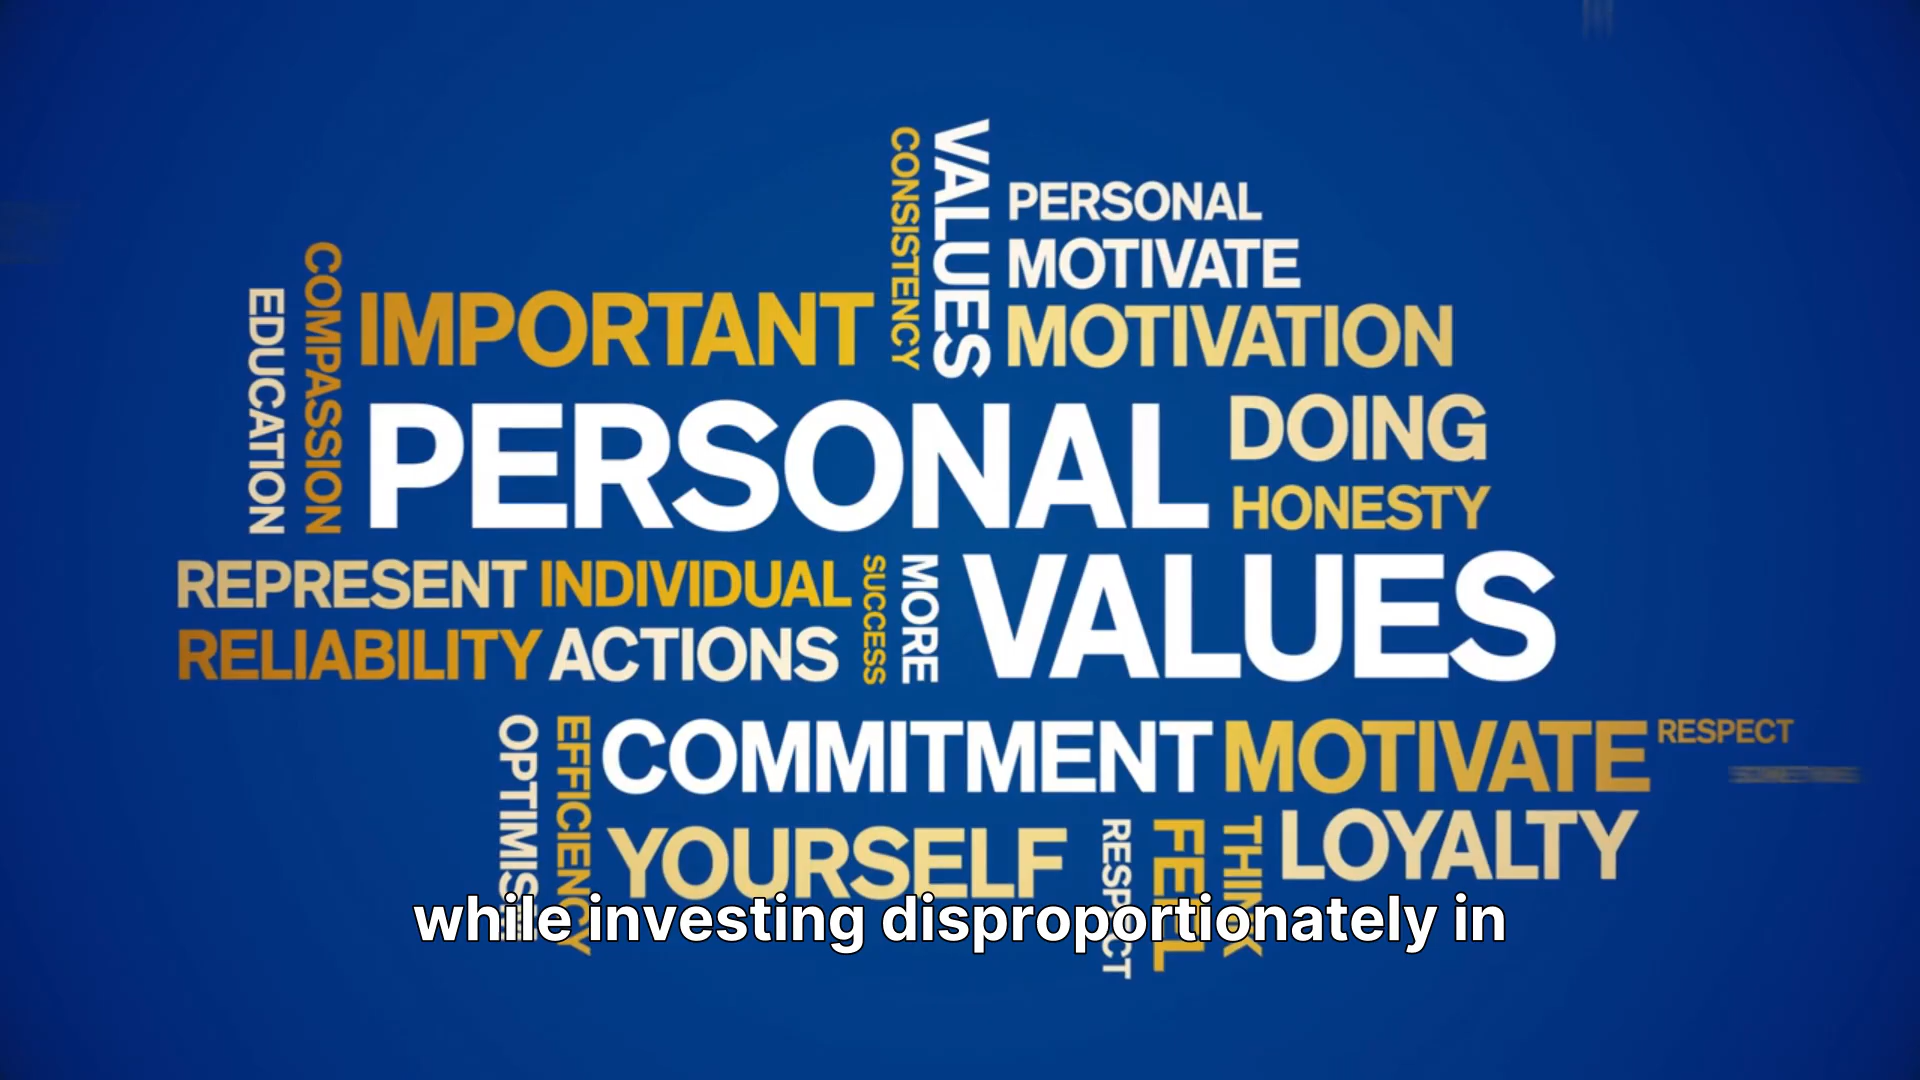 CONSISTENCY
VALUES
PERSONAL
MOTIVATE
MOTIVATION
EDUCATION
COMPASSION
IMPORTANT
PERSONAL
DOING
HONESTY
REPRESENT INDIVIDUAL
RELIABILITY ACTIONS
SUCCESS
MORE
VALUES
OPTIMISM
EFFICIENCY
COMMITMENT MOTIVATE RESPECT
YOURSELF
RESPECT
FEEL
THINK
LOYALTY
while investing disproportionately in